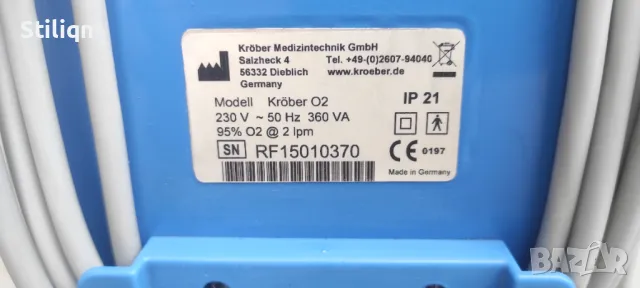 Stiliqn
Kröber Medizintechnik GmbH
Salzheck 4 Tel. +49-(0)2607-94040
56332 Dieblich www.kroeber.de
Germany
Modell Kröber O2 IP 21
230 V ~ 50 Hz 360 VA
95% O2 @ 2 lpm
SN RF15010370
CE 0197
Made in Germany
BAZAR
bg